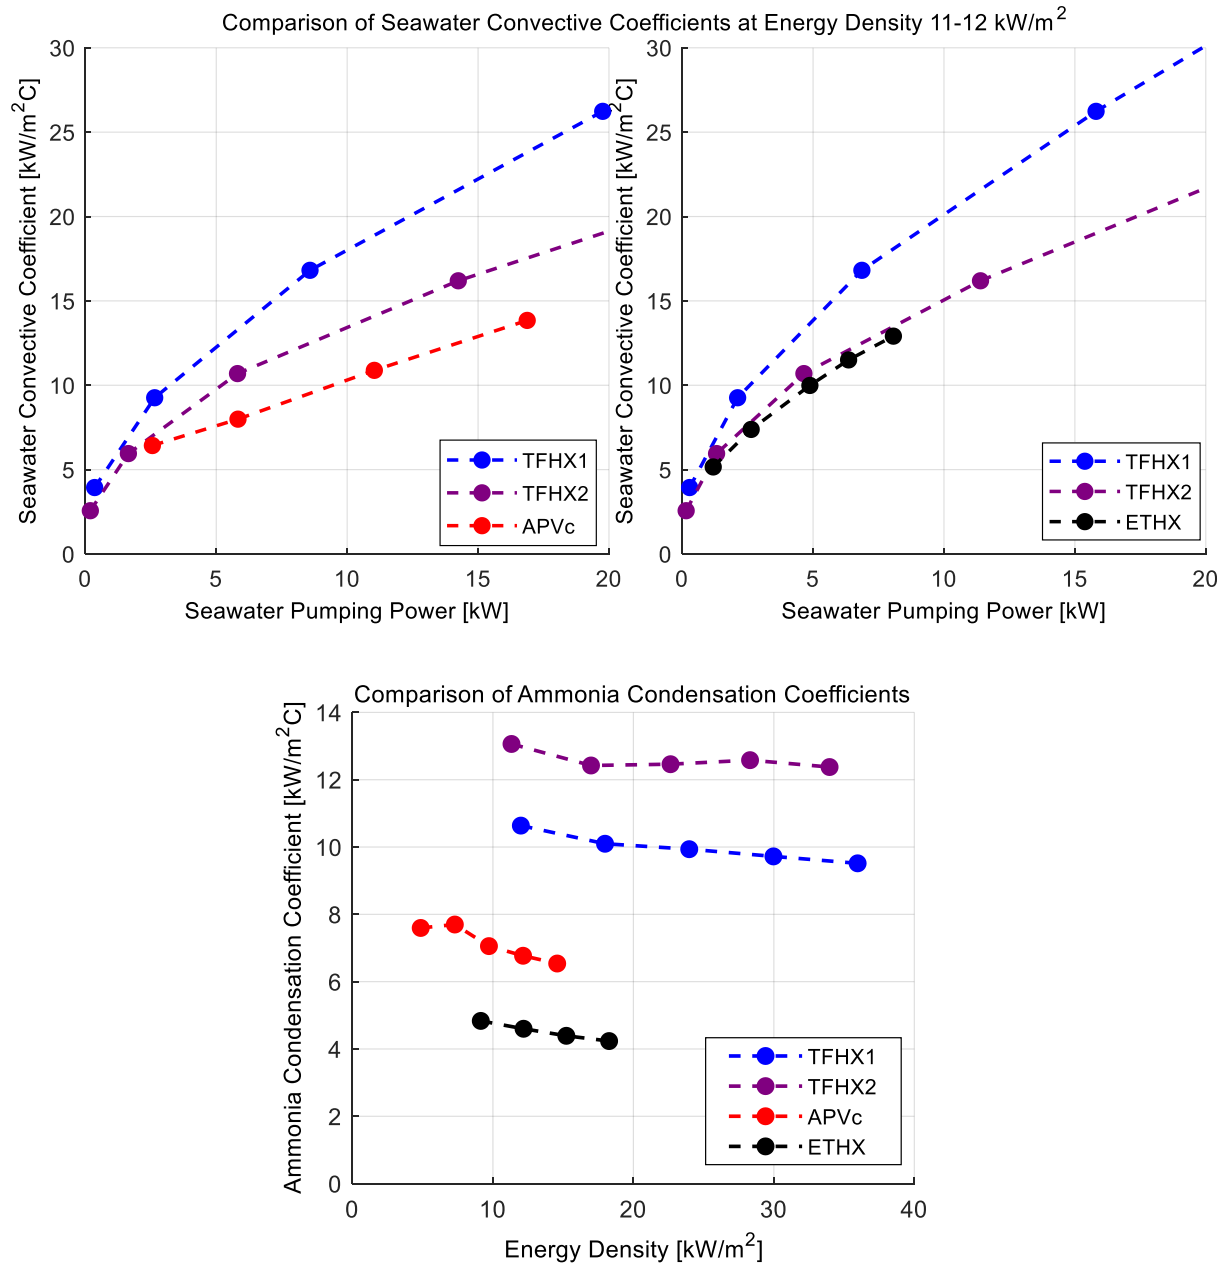 Comparison of Seawater Convective Coefficients at Energy Density 11-12 kW/m²
Seawater Convective Coefficient [kW/m²C]
30
25
20
15
10
5
0
0 5 10 15 20
Seawater Pumping Power [kW]
TFHX1
TFHX2
APVc
Seawater Convective Coefficient [kW/m²C]
30
25
20
15
10
5
0
0 5 10 15 20
Seawater Pumping Power [kW]
TFHX1
TFHX2
ETHX
Comparison of Ammonia Condensation Coefficients
Ammonia Condensation Coefficient [kW/m²C]
14
12
10
8
6
4
2
0
0 10 20 30 40
Energy Density [kW/m²]
TFHX1
TFHX2
APVc
ETHX